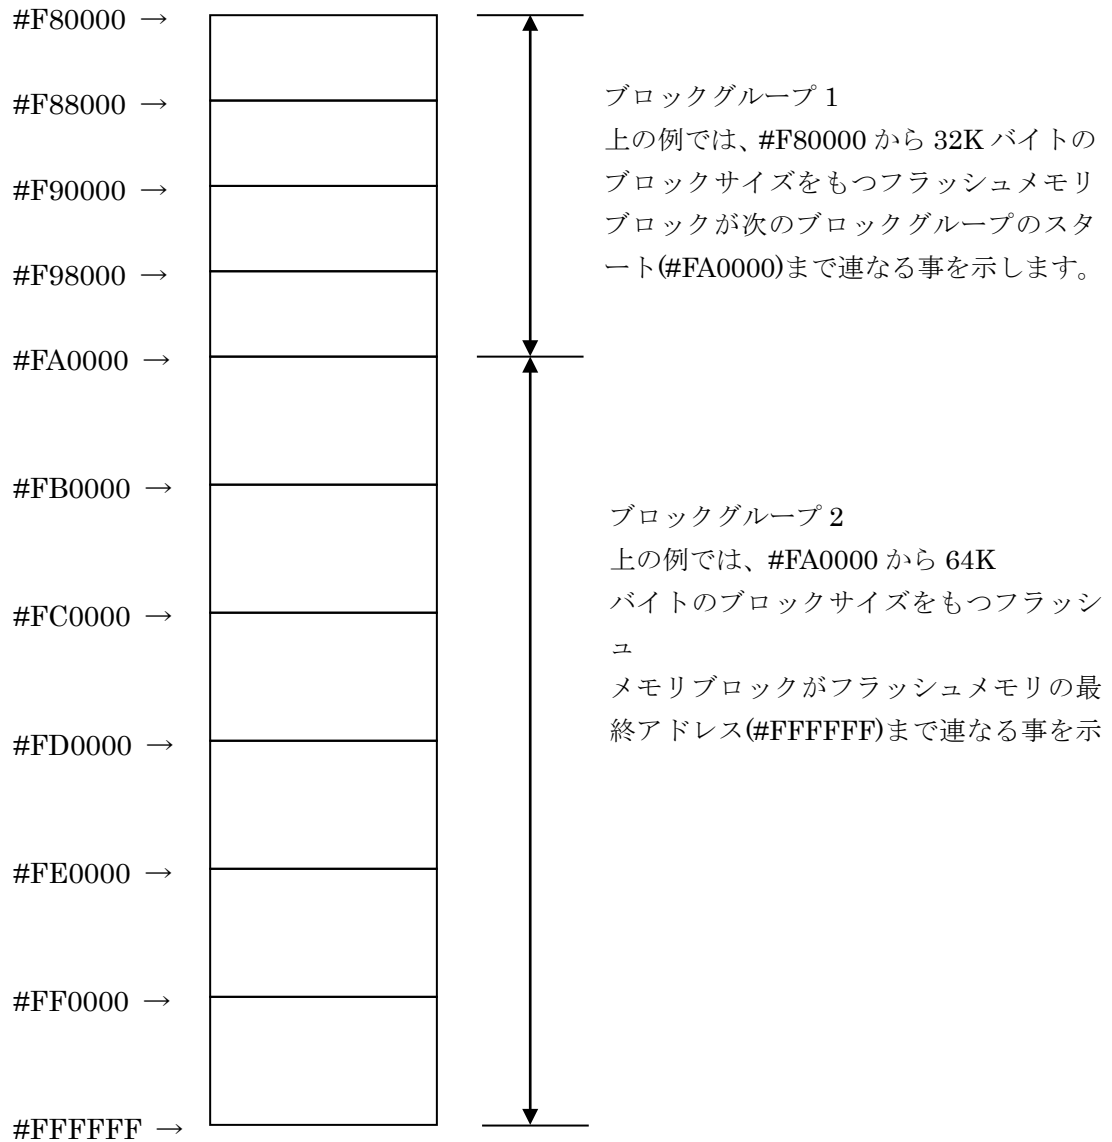 #F80000 →
#F88000 →
#F90000 →
#F98000 →
#FA0000 →
#FB0000 →
#FC0000 →
#FD0000 →
#FE0000 →
#FF0000 →
#FFFFFF →
ブロックグループ 1
上の例では、#F80000 から 32K バイトの
ブロックサイズをもつフラッシュメモリ
ブロックが次のブロックグループのスタ
ート(#FA0000)まで連なる事を示します。
ブロックグループ 2
上の例では、#FA0000 から 64K
バイトのブロックサイズをもつフラッシ
ュ
メモリブロックがフラッシュメモリの最
終アドレス(#FFFFFF)まで連なる事を示